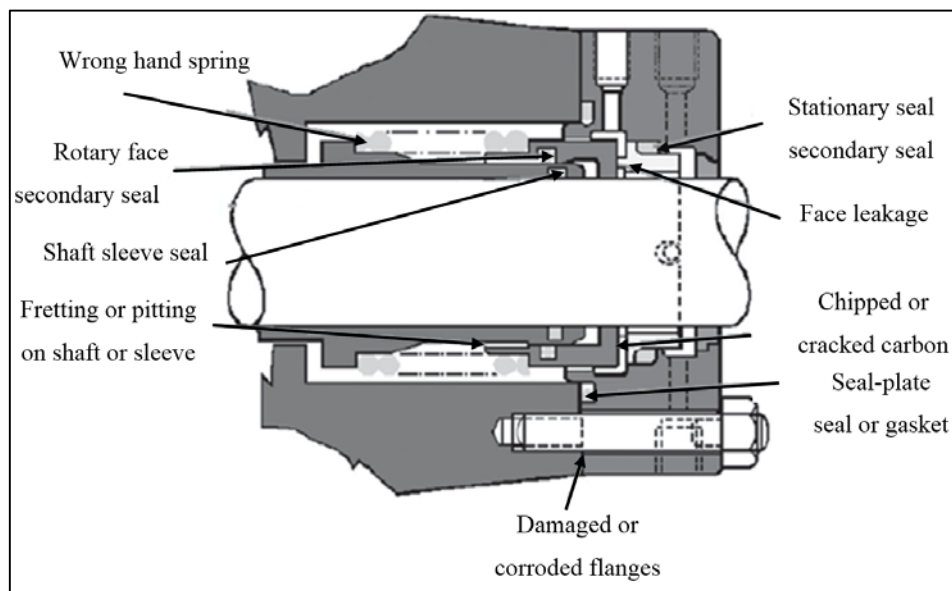 Wrong hand spring
Rotary face
secondary seal
Shaft sleeve seal
Fretting or pitting
on shaft or sleeve
Stationary seal
secondary seal
Face leakage
Chipped or
cracked carbon
Seal-plate
seal or gasket
Damaged or
corroded flanges